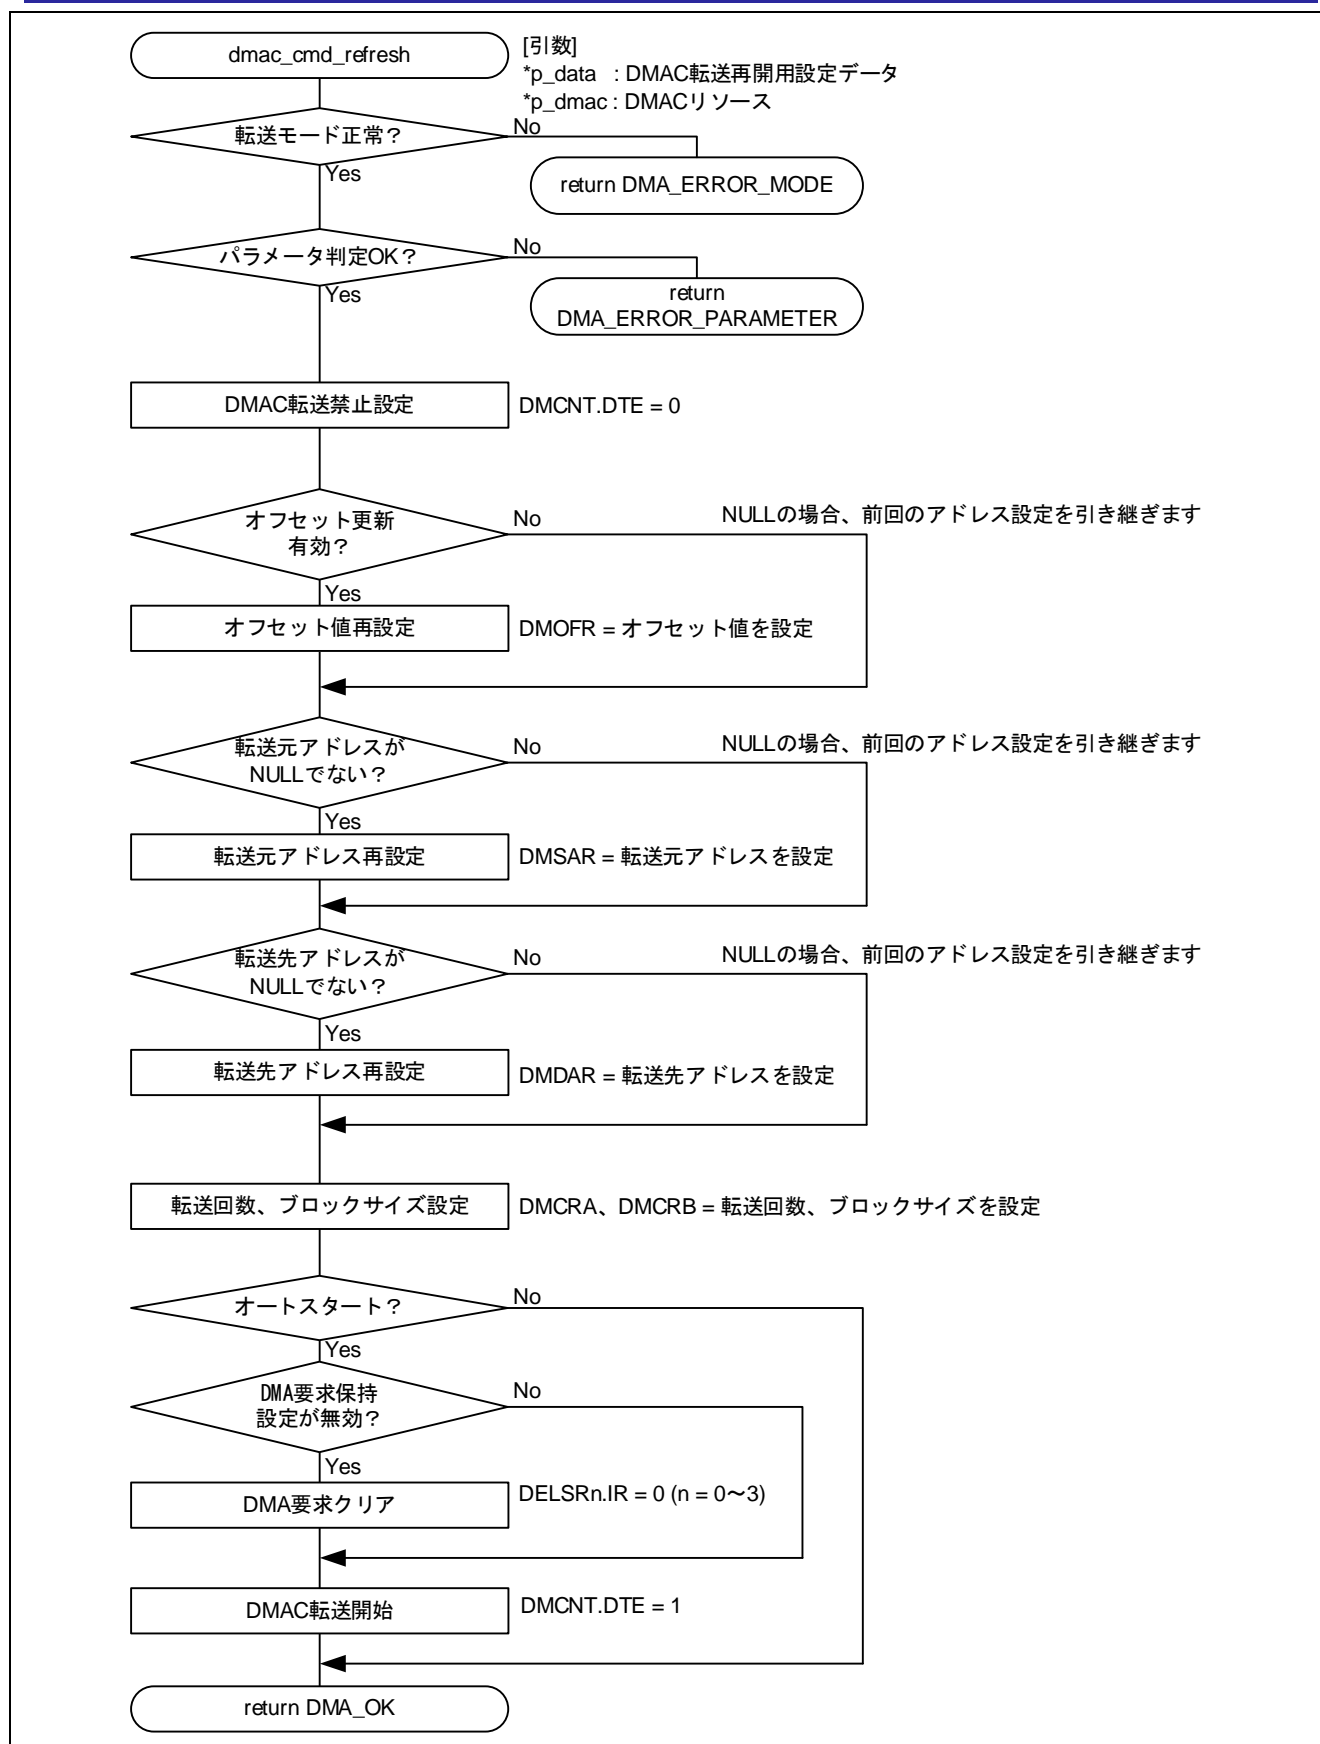 dmac_cmd_refresh
[引数]
*p_data : DMAC転送再開用設定データ
*p_dmac : DMACリソース
転送モード正常?
No
Yes
return DMA_ERROR_MODE
パラメータ判定OK?
No
Yes
return
DMA_ERROR_PARAMETER
DMAC転送禁止設定
DMCNT.DTE = 0
オフセット更新
有効?
No
NULLの場合、前回のアドレス設定を引き継ぎます
Yes
オフセット値再設定
DMOFR = オフセット値を設定
転送元アドレスが
NULLでない?
No
NULLの場合、前回のアドレス設定を引き継ぎます
Yes
転送元アドレス再設定
DMSAR = 転送元アドレスを設定
転送先アドレスが
NULLでない?
No
NULLの場合、前回のアドレス設定を引き継ぎます
Yes
転送先アドレス再設定
DMDAR = 転送先アドレスを設定
転送回数、ブロックサイズ設定
DMCRA、DMCRB = 転送回数、ブロックサイズを設定
オートスタート?
No
Yes
DMA要求保持
設定が無効?
No
Yes
DMA要求クリア
DELSRn.IR = 0 (n = 0~3)
DMAC転送開始
DMCNT.DTE = 1
return DMA_OK